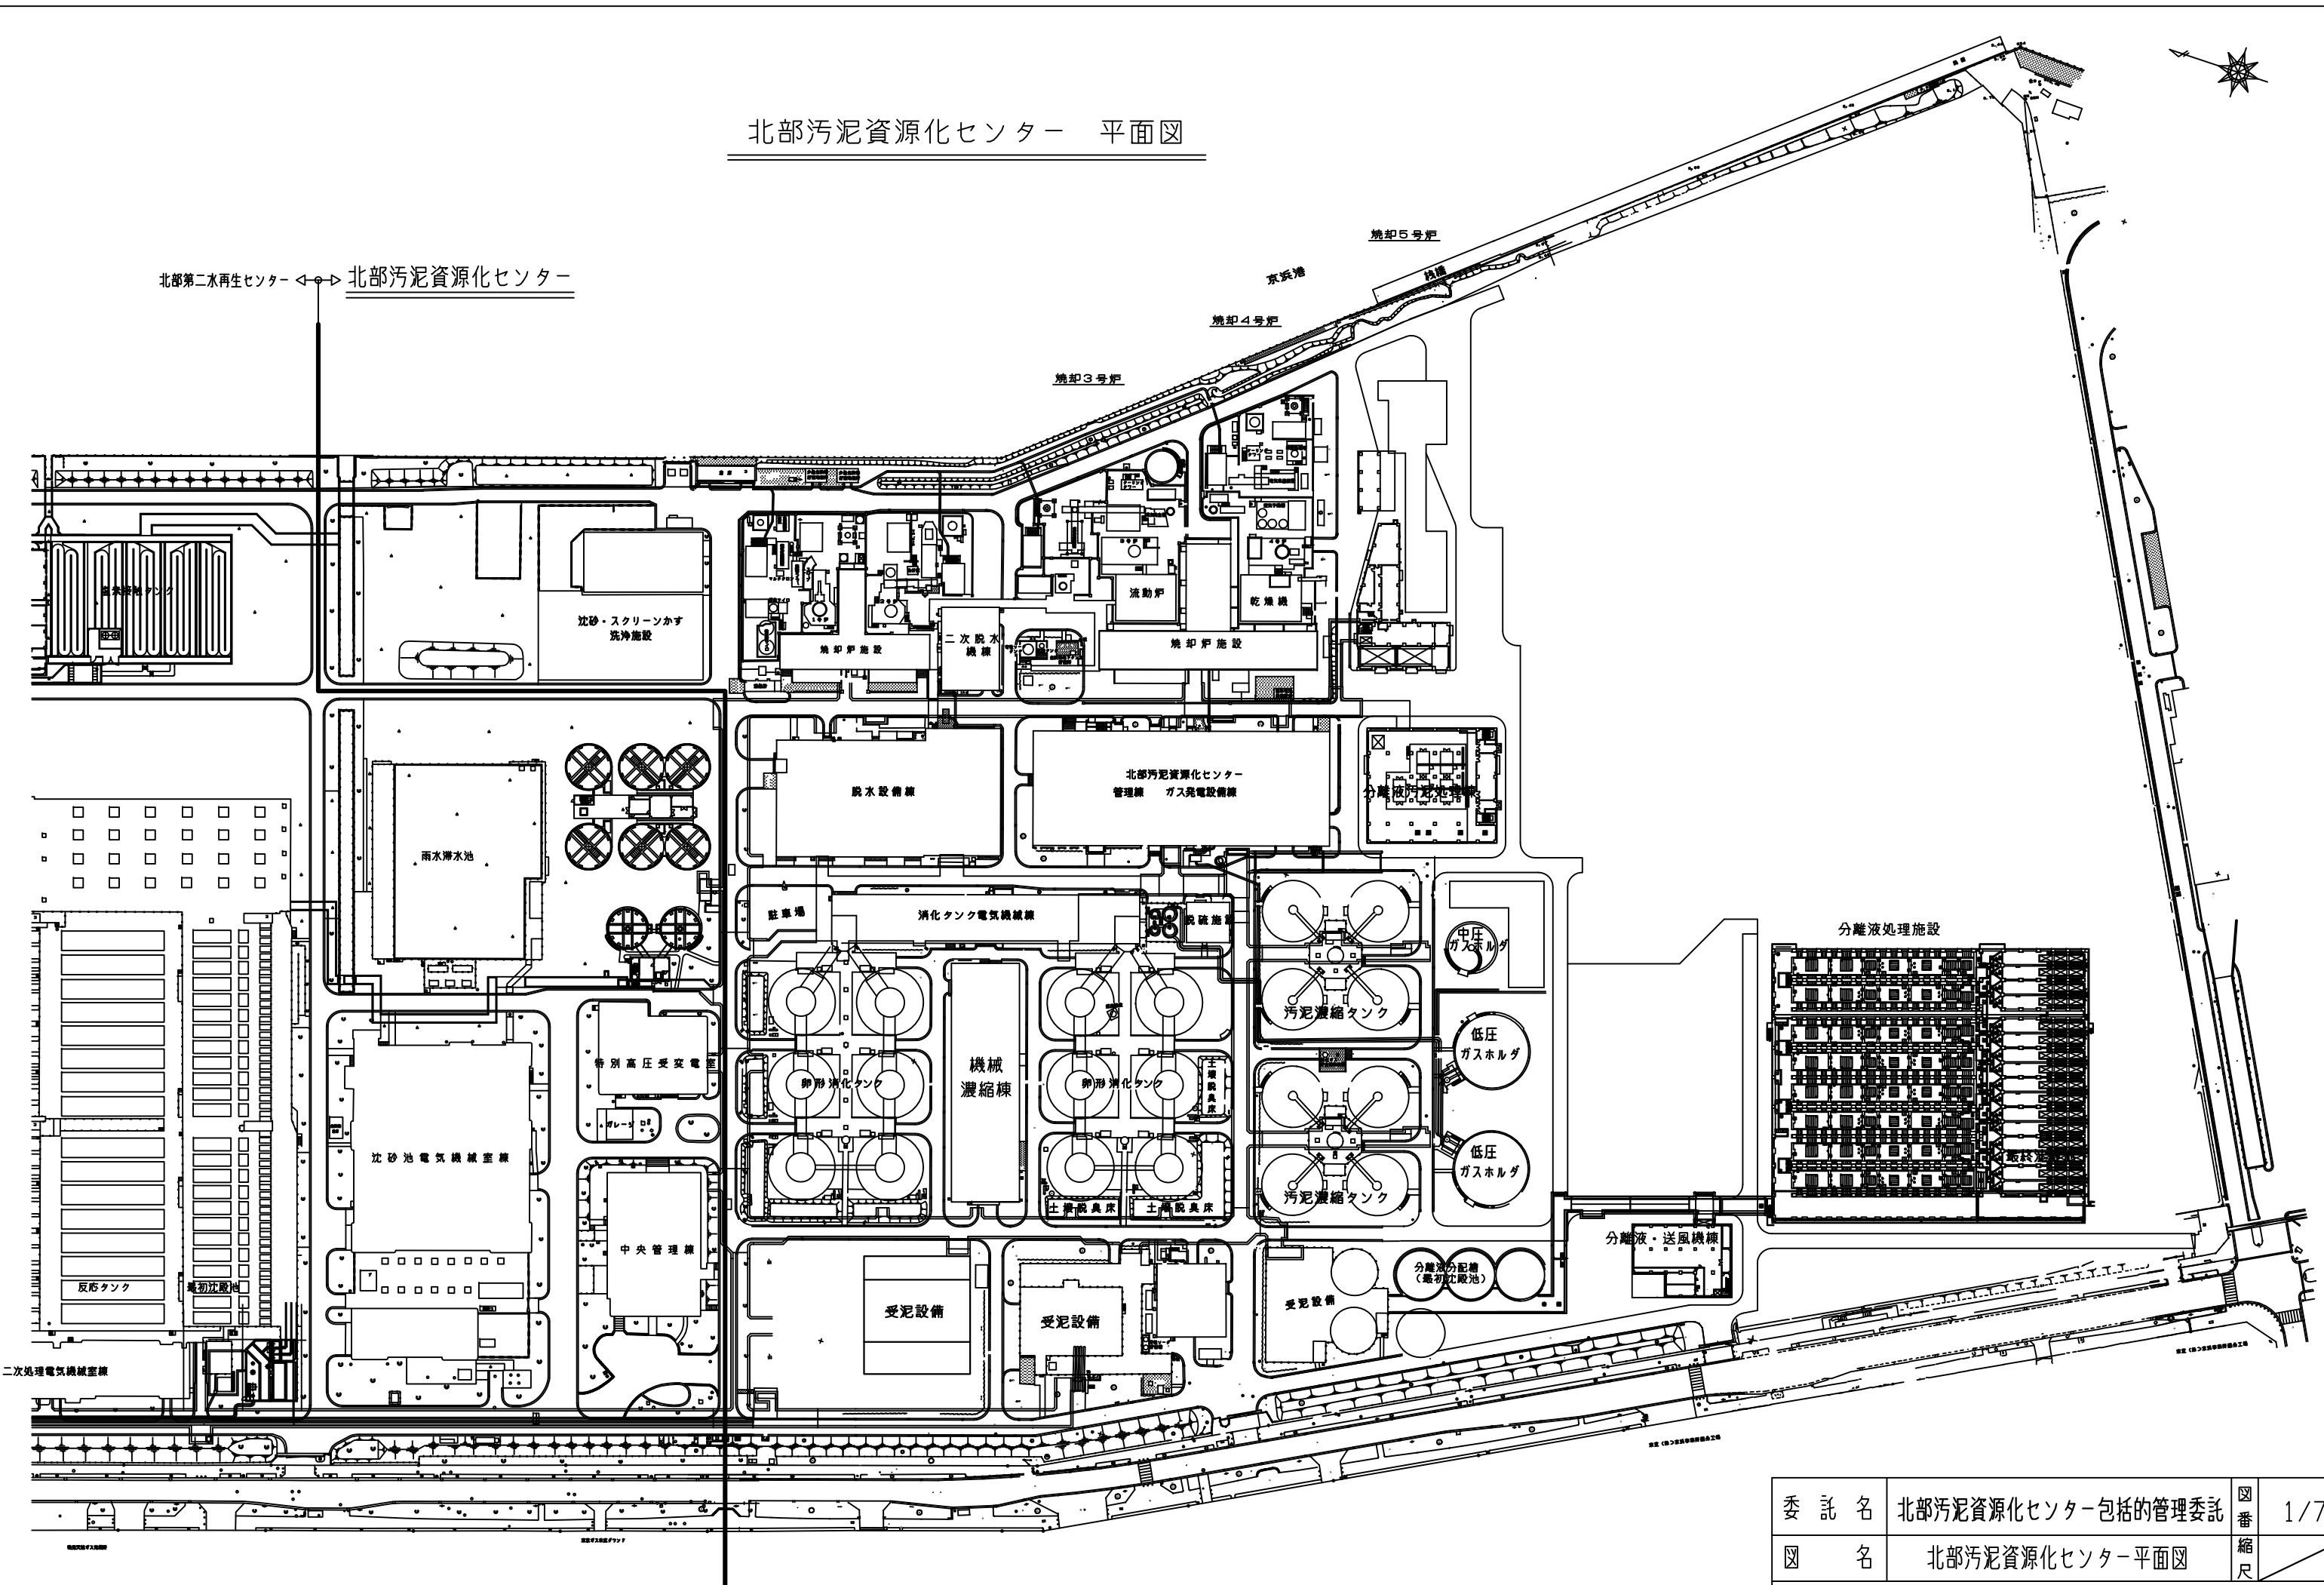 北部汚泥資源化センター　平面図
焼却５号炉
京浜港
桟橋
北部第二水再生センター
北部汚泥資源化センター
焼却４号炉
焼却３号炉
塩素接触タンク
沈砂・スクリーンかす
洗浄施設
流動炉
乾燥機
二次脱水
機棟
焼却炉施設
焼却炉施設
脱水設備棟
北部汚泥資源化センター
管理棟　ガス発電設備棟
分離液汚泥処理棟
雨水滞水池
駐車場
消化タンク電気機械棟
脱硫施設
中圧
ガスホルダ
分離液処理施設
汚泥濃縮タンク
低圧
ガスホルダ
特別高圧受変電室
卵形消化タンク
機械
濃縮棟
卵形消化タンク
土壌脱臭床
ガレージ
沈砂池電気機械室棟
低圧
ガスホルダ
汚泥濃縮タンク
土壌脱臭床
土壌脱臭床
中央管理棟
分離液・送風機棟
反応タンク
最初沈殿池
受泥設備
受泥設備
受泥設備
分離液分配槽
（最初沈殿池）
二次処理電気機械室棟
委託名
北部汚泥資源化センター包括的管理委託
図番
1/7
図名
北部汚泥資源化センター平面図
縮尺